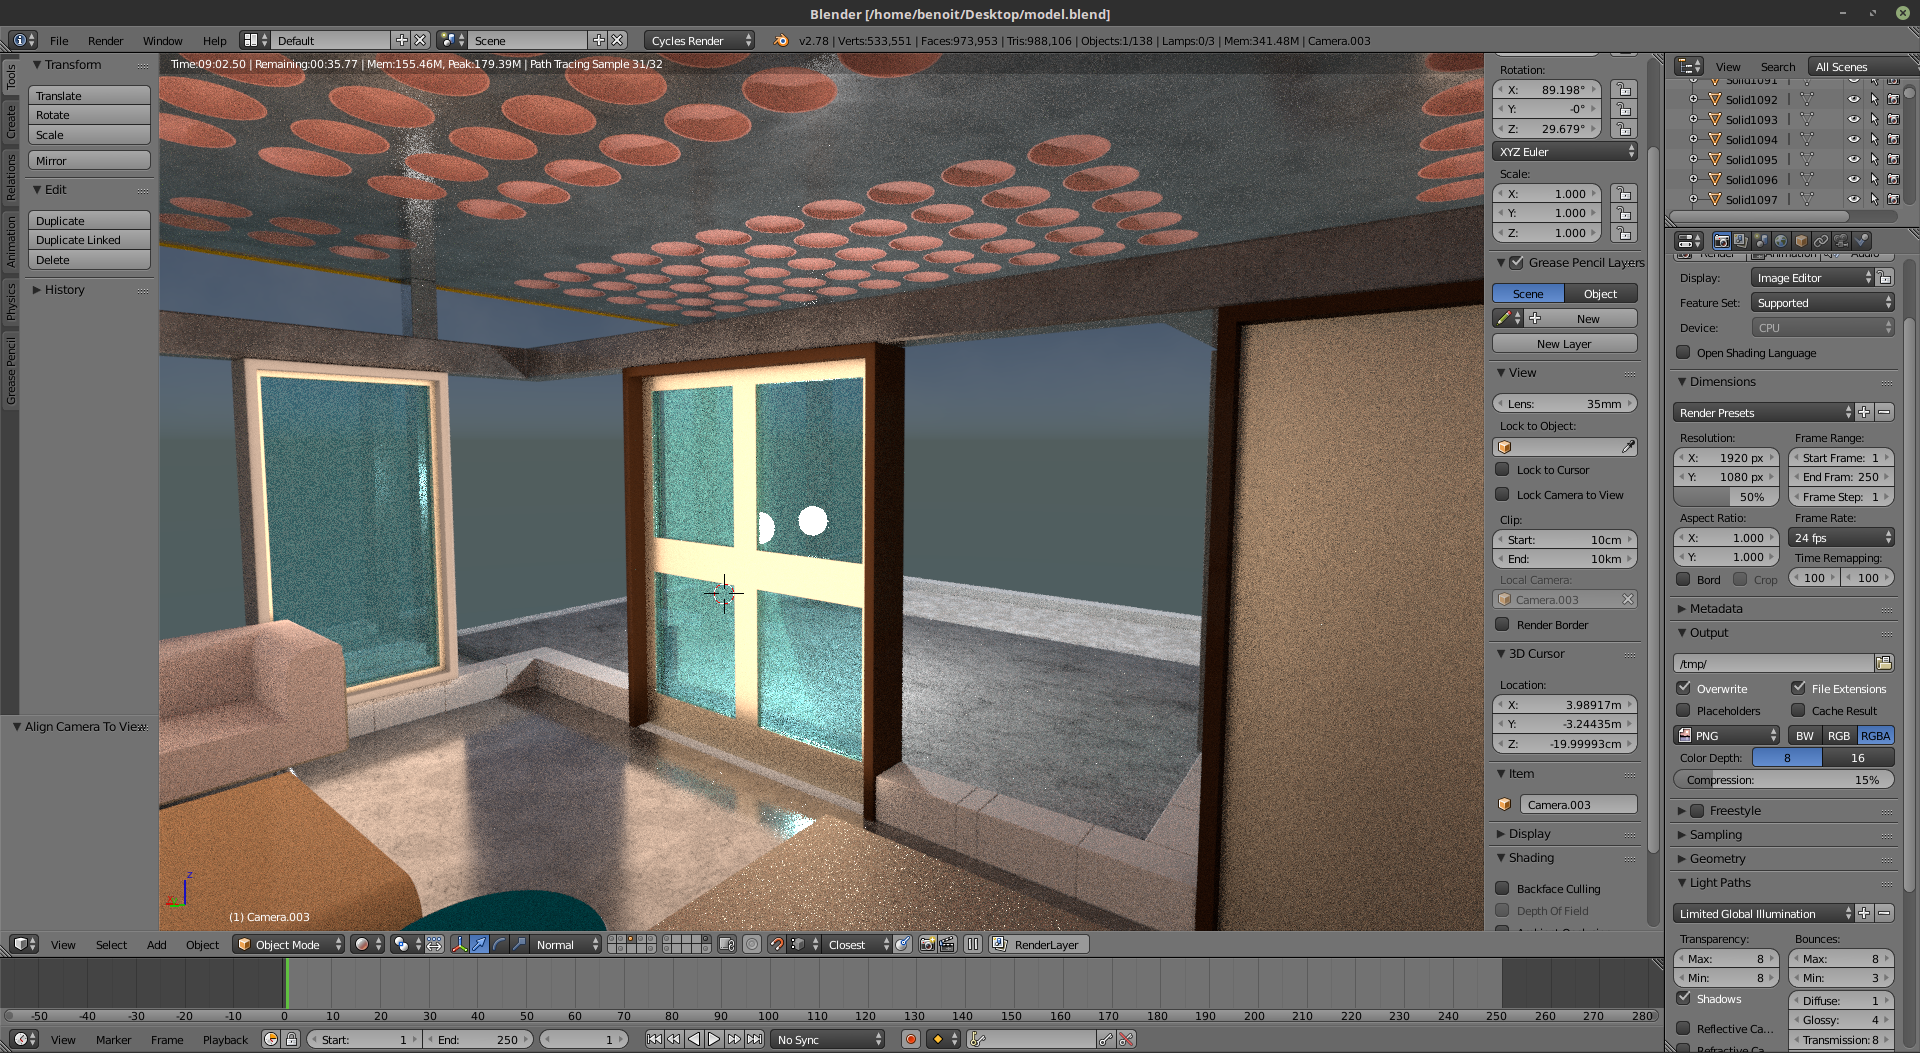 Blender [/home/benoit/Desktop/model.blend]
File Render Window Help Default Scene Cycles Render v2.78 | Verts:533,551 | Faces:973,953 | Tris:988,106 | Objects:1/138 | Lamps:0/3 | Mem:341.48M | Camera.003
Time:09:02.50 | Remaining:00:35.77 | Mem:155.46M, Peak:179.39M | Path Tracing Sample 31/32
Tools
Create
Relations
Animation
Physics
Grease Pencil
Transform
Translate
Rotate
Scale
Mirror
Edit
Duplicate
Duplicate Linked
Delete
History
Align Camera To View
(1) Camera.003
z
Rotation:
X: 89.198°
Y: -0°
Z: 29.679°
XYZ Euler
Scale:
X: 1.000
Y: 1.000
Z: 1.000
Grease Pencil Layers
Scene Object
New
New Layer
View
Lens: 35mm
Lock to Object:
Lock to Cursor
Lock Camera to View
Clip:
Start: 10cm
End: 10km
Local Camera:
Camera.003
Render Border
3D Cursor
Location:
X: 3.98917m
Y: -3.24435m
Z: -19.99993cm
Item
Camera.003
Display
Shading
Backface Culling
Depth Of Field
View Search All Scenes
Solid1091
Solid1092
Solid1093
Solid1094
Solid1095
Solid1096
Solid1097
Render Animation Audio
Display: Image Editor
Feature Set: Supported
Device: CPU
Open Shading Language
Dimensions
Render Presets
Resolution: Frame Range:
X: 1920 px Start Frame: 1
Y: 1080 px End Fram: 250
50% Frame Step: 1
Aspect Ratio: Frame Rate:
X: 1.000 24 fps
Y: 1.000 Time Remapping:
Bord Crop 100 100
Metadata
Output
/tmp/
Overwrite File Extensions
Placeholders Cache Result
PNG BW RGB RGBA
Color Depth: 8 16
Compression: 15%
Freestyle
Sampling
Geometry
Light Paths
Limited Global Illumination
Transparency: Bounces:
Max: 8 Max: 8
Min: 8 Min: 3
Shadows Diffuse: 1
Glossy: 4
Reflective Ca...
Transmission: 8
Refractive Ca...
View Select Add Object Object Mode Normal Closest RenderLayer
-50 -40 -30 -20 -10 0 10 20 30 40 50 60 70 80 90 100 110 120 130 140 150 160 170 180 190 200 210 220 230 240 250 260 270 280
View Marker Frame Playback Start: 1 End: 250 1 No Sync